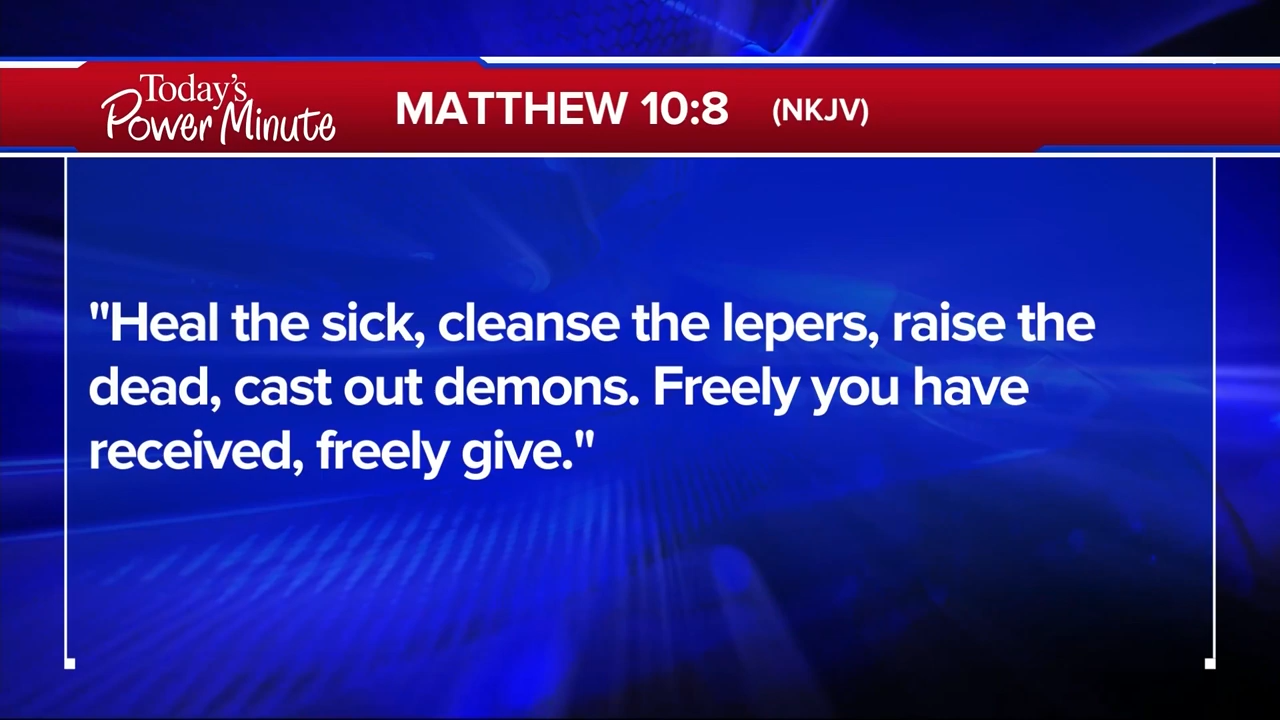 Today's
Power Minute
MATTHEW 10:8 (NKJV)
"Heal the sick, cleanse the lepers, raise the
dead, cast out demons. Freely you have
received, freely give."